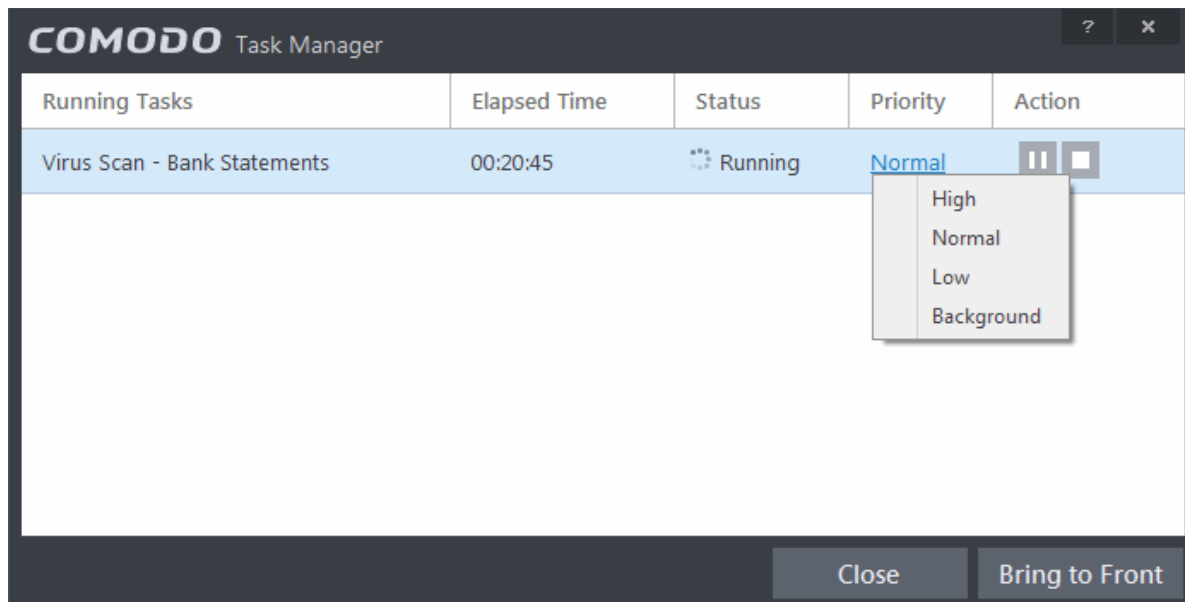 COMODO Task Manager ? ×
Running Tasks Elapsed Time Status Priority Action
Virus Scan - Bank Statements 00:20:45 Running Normal
High
Normal
Low
Background
Close Bring to Front